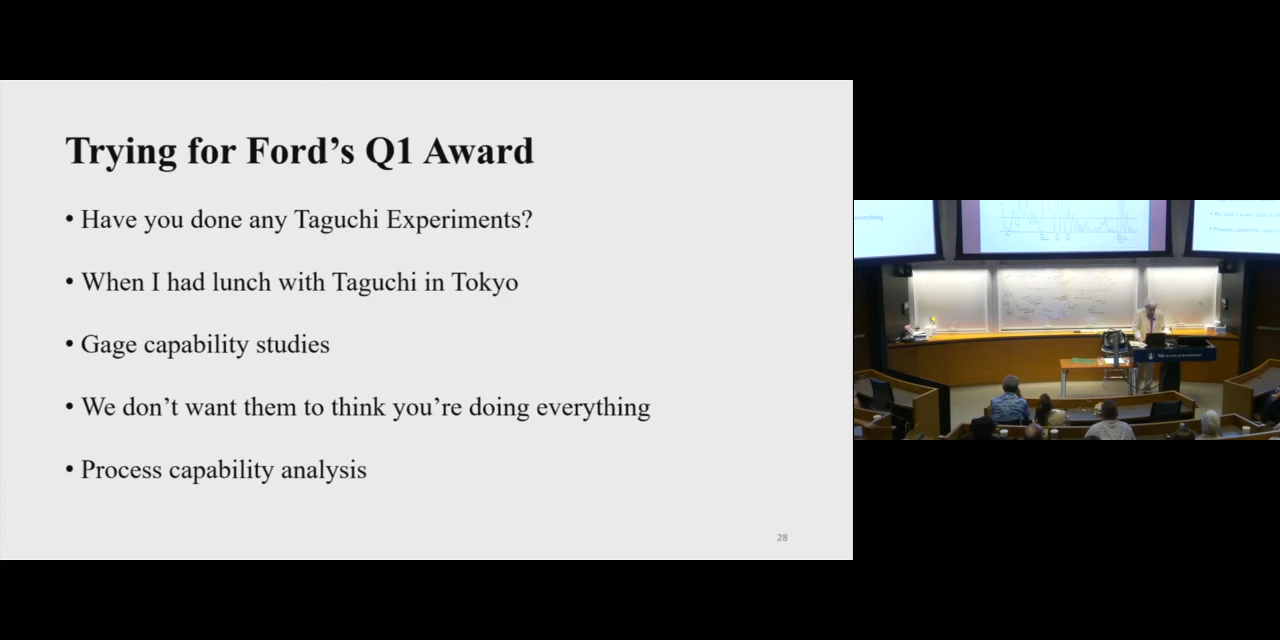 Trying for Ford’s Q1 Award
• Have you done any Taguchi Experiments?
• When I had lunch with Taguchi in Tokyo
• Gage capability studies
• We don’t want them to think you’re doing everything
• Process capability analysis
28
everything